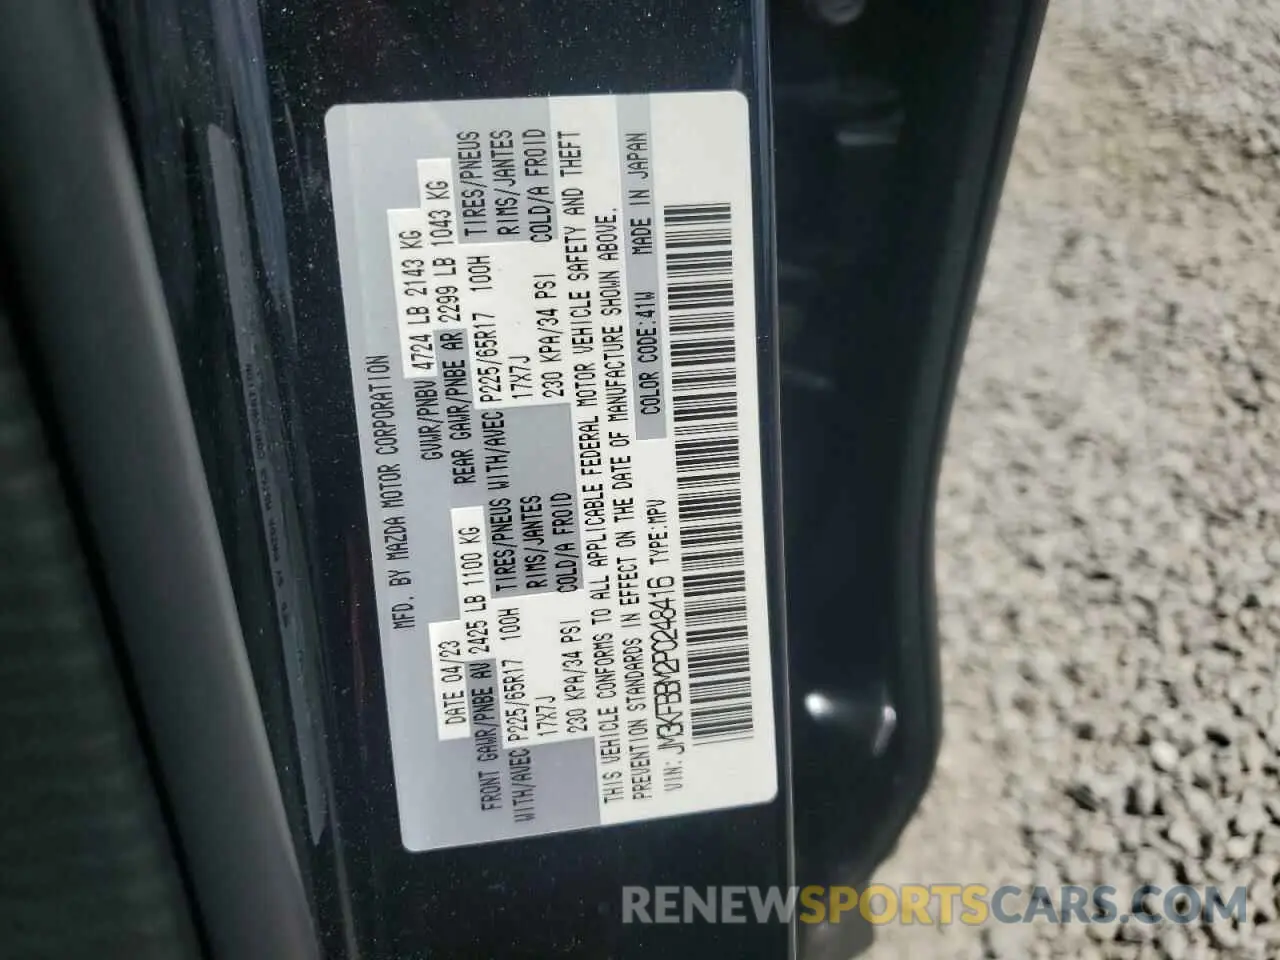 MFD. BY MAZDA MOTOR CORPORATION
DATE 04/23 GVWR/PNBV 4724 LB 2143 KG
FRONT GAWR/PNBE AV 2425 LB 1100 KG REAR GAWR/PNBE AR 2299 LB 1043 KG
WITH/AVEC P225/65R17 100H TIRES/PNEUS WITH/AVEC P225/65R17 100H TIRES/PNEUS
17X7J RIMS/JANTES 17X7J RIMS/JANTES
230 KPA/34 PSI COLD/A FROID 230 KPA/34 PSI COLD/A FROID
THIS VEHICLE CONFORMS TO ALL APPLICABLE FEDERAL MOTOR VEHICLE SAFETY AND THEFT
PREVENTION STANDARDS IN EFFECT ON THE DATE OF MANUFACTURE SHOWN ABOVE.
VIN: JM3KFBBM2P0248416 TYPE:MPV COLOR CODE:41W MADE IN JAPAN
RENEWSPORTSCARS.COM